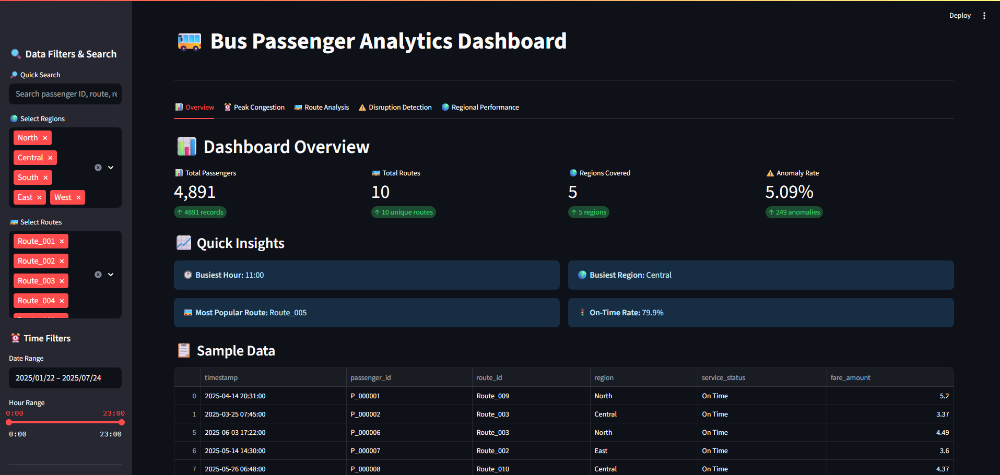 Deploy
Data Filters & Search
Quick Search
Search passenger ID, route, re
Select Regions
North ×
Central ×
South ×
East × West ×
Select Routes
Route_001 ×
Route_002 ×
Route_003 ×
Route_004 ×
Time Filters
Date Range
2025/01/22 – 2025/07/24
Hour Range
0:00 23:00
0:00 23:00
Bus Passenger Analytics Dashboard
Overview Peak Congestion Route Analysis Disruption Detection Regional Performance
Dashboard Overview
Total Passengers Total Routes Regions Covered Anomaly Rate
4,891 10 5 5.09%
↑ 4891 records ↑ 10 unique routes ↑ 5 regions ↑ 249 anomalies
Quick Insights
Busiest Hour: 11:00 Busiest Region: Central
Most Popular Route: Route_005 On-Time Rate: 79.9%
Sample Data
timestamp passenger_id route_id region service_status fare_amount
0 2025-04-14 20:31:00 P_000001 Route_009 North On Time 5.2
1 2025-03-25 07:45:00 P_000002 Route_003 Central On Time 3.37
5 2025-06-03 17:22:00 P_000006 Route_003 North On Time 4.49
6 2025-05-14 14:30:00 P_000007 Route_002 East On Time 3.6
7 2025-05-26 06:48:00 P_000008 Route_010 Central On Time 4.37